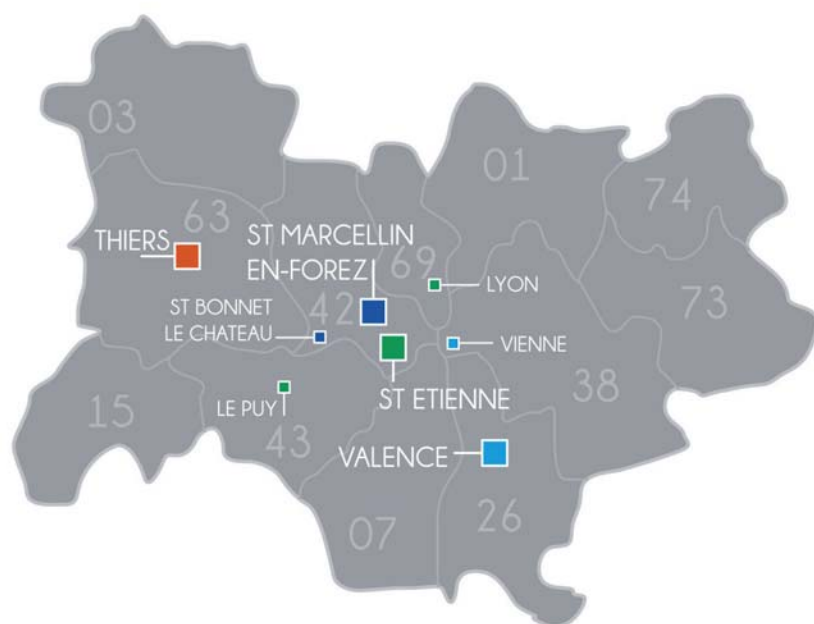 03
01
74
63
THIERS
ST MARCELLIN
EN-FOREZ
69
LYON
73
ST BONNET
LE CHATEAU
42
VIENNE
38
15
LE PUY
43
ST ETIENNE
VALENCE
26
07